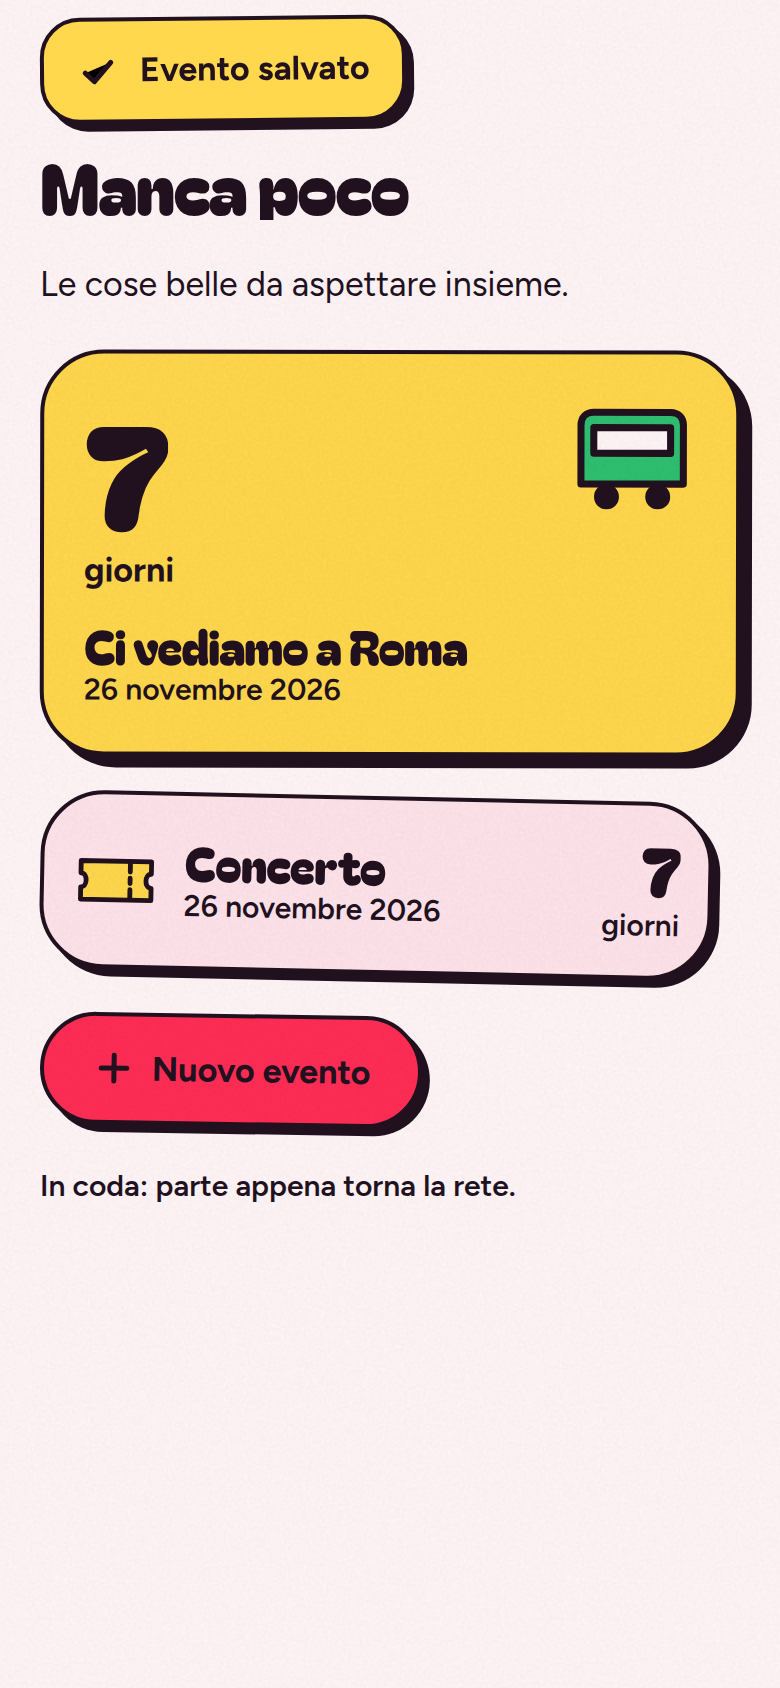 Evento salvato
Manca poco
Le cose belle da aspettare insieme.
7
giorni
Ci vediamo a Roma
26 novembre 2026
Concerto
26 novembre 2026
7
giorni
Nuovo evento
In coda: parte appena torna la rete.